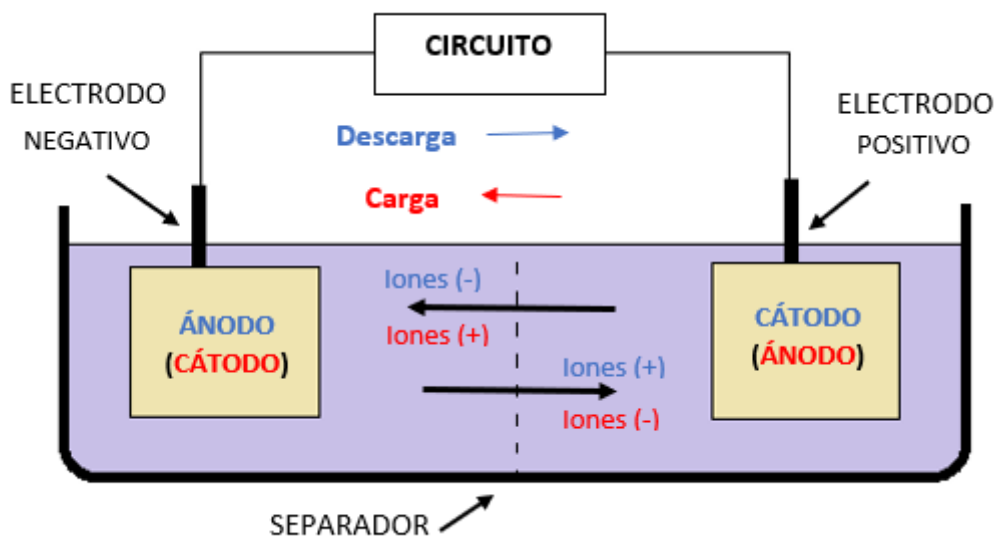 CIRCUITO
ELECTRODO
NEGATIVO
ELECTRODO
POSITIVO
Descarga
Carga
Iones (-)
Iones (+)
ÁNODO
(CÁTODO)
CÁTODO
(ÁNODO)
Iones (+)
Iones (-)
SEPARADOR